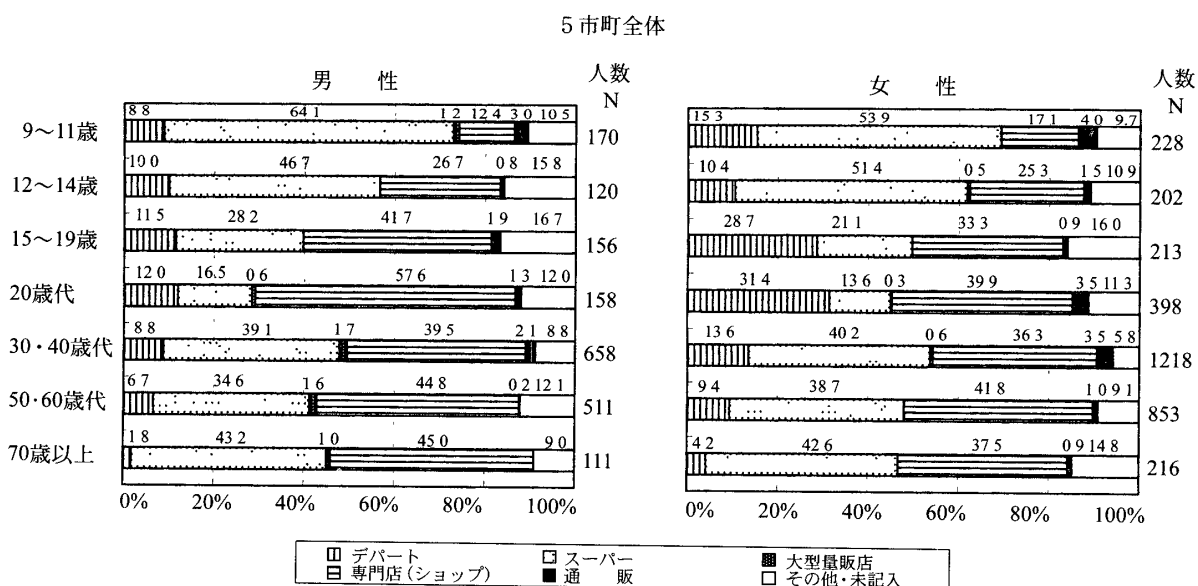 5市町全体
男 性
人数
N
8 8 64 1 1 2 12 4 3 0 10 5
9～11歳 170
10 0 46 7 26 7 0 8 15 8
12～14歳 120
11 5 28 2 41 7 1 9 16 7
15～19歳 156
12 0 16.5 0 6 57 6 1 3 12 0
20歳代 158
8 8 39 1 1 7 39 5 2 1 8 8
30・40歳代 658
6 7 34 6 1 6 44 8 0 2 12 1
50・60歳代 511
1 8 43 2 1 0 45 0 9 0
70歳以上 111
0% 20% 40% 60% 80% 100%
女 性
人数
N
15 3 53 9 17 1 4 0 9.7
228
10 4 51 4 0 5 25 3 1 5 10 9
202
28 7 21 1 33 3 0 9 16 0
213
31 4 13 6 0 3 39 9 3 5 11 3
398
13 6 40 2 0 6 36 3 3 5 5 8
1218
9 4 38 7 41 8 1 0 9 1
853
4 2 42 6 37 5 0 9 14 8
216
0% 20% 40% 60% 80% 100%
デパート スーパー 大型量販店
専門店(ショップ) 通 販 その他・未記入